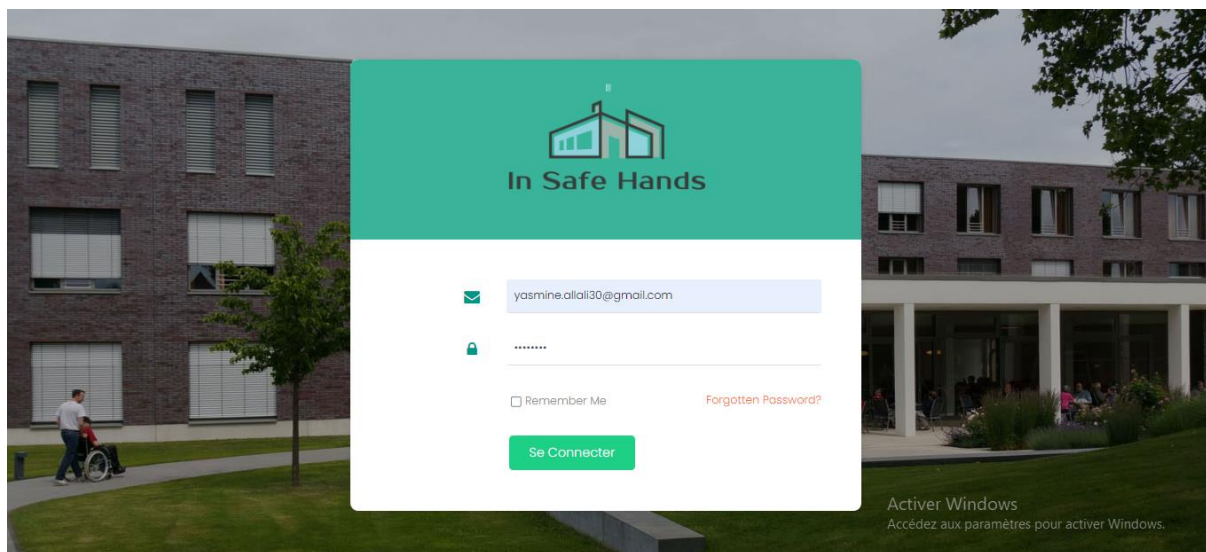 In Safe Hands
yasmine.allali30@gmail.com
••••••••
Remember Me Forgotten Password?
Se Connecter
Activer Windows
Accédez aux paramètres pour activer Windows.